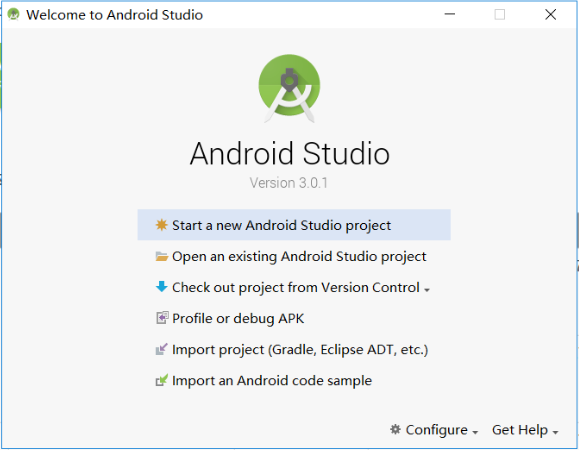 Welcome to Android Studio
Android Studio
Version 3.0.1
Start a new Android Studio project
Open an existing Android Studio project
Check out project from Version Control
Profile or debug APK
Import project (Gradle, Eclipse ADT, etc.)
Import an Android code sample
Configure Get Help